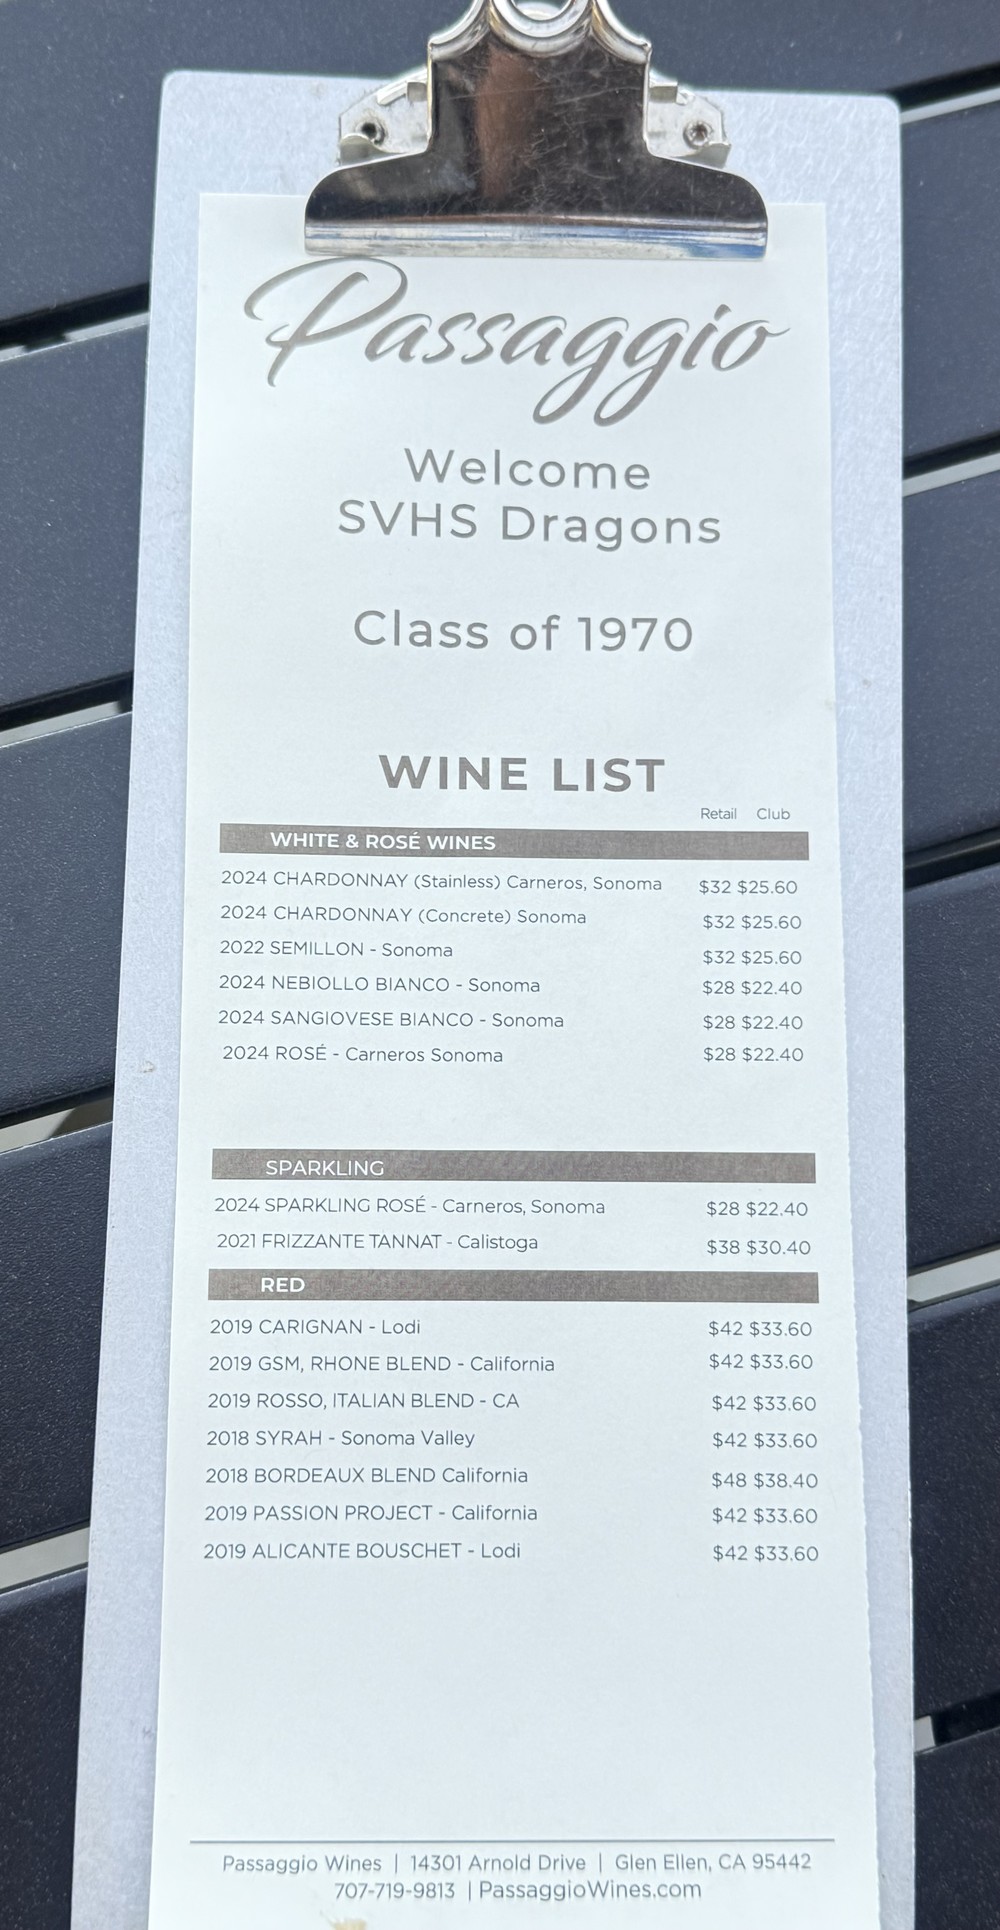 Passaggio
Welcome
SVHS Dragons
Class of 1970
WINE LIST
Retail Club
WHITE & ROSÉ WINES
2024 CHARDONNAY (Stainless) Carneros, Sonoma $32 $25.60
2024 CHARDONNAY (Concrete) Sonoma $32 $25.60
2022 SEMILLON - Sonoma $32 $25.60
2024 NEBIOLLO BIANCO - Sonoma $28 $22.40
2024 SANGIOVESE BIANCO - Sonoma $28 $22.40
2024 ROSÉ - Carneros Sonoma $28 $22.40
SPARKLING
2024 SPARKLING ROSÉ - Carneros, Sonoma $28 $22.40
2021 FRIZZANTE TANNAT - Calistoga $38 $30.40
RED
2019 CARIGNAN - Lodi $42 $33.60
2019 GSM, RHONE BLEND - California $42 $33.60
2019 ROSSO, ITALIAN BLEND - CA $42 $33.60
2018 SYRAH - Sonoma Valley $42 $33.60
2018 BORDEAUX BLEND California $48 $38.40
2019 PASSION PROJECT - California $42 $33.60
2019 ALICANTE BOUSCHET - Lodi $42 $33.60
Passaggio Wines | 14301 Arnold Drive | Glen Ellen, CA 95442
707-719-9813 | PassaggioWines.com